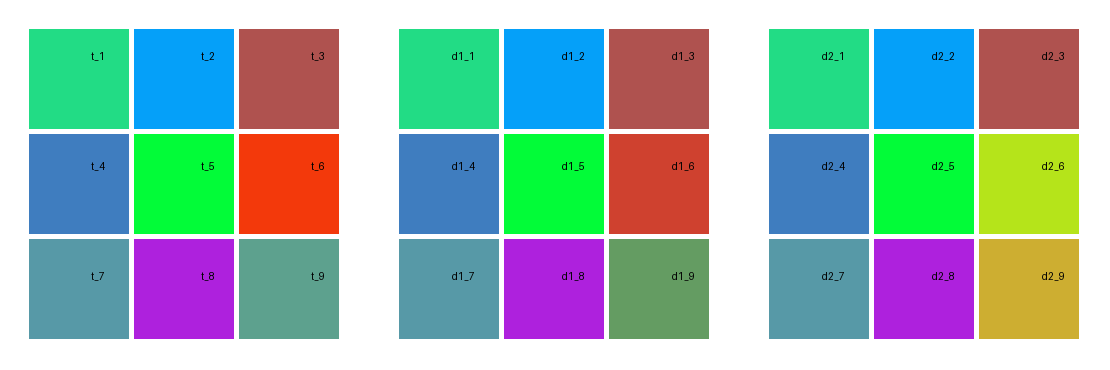 t_1 t_2 t_3 d1_1 d1_2 d1_3 d2_1 d2_2 d2_3
t_4 t_5 t_6 d1_4 d1_5 d1_6 d2_4 d2_5 d2_6
t_7 t_8 t_9 d1_7 d1_8 d1_9 d2_7 d2_8 d2_9